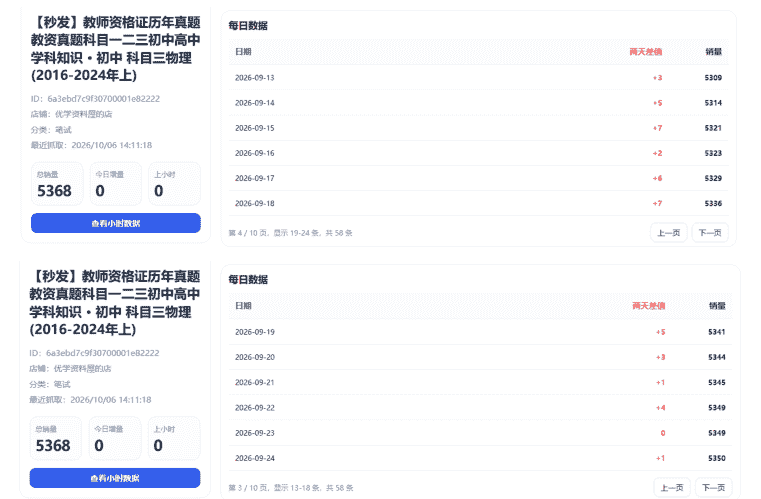 【秒发】教师资格证历年真题
教资真题科目一二三初中高中
学科知识・初中 科目三物理
(2016-2024年上)
ID：6a3ebd7c9f30700001e82222
店铺：优学资料屋的店
分类：笔试
最近抓取：2026/10/06 14:11:18
总销量 今日增量 上小时
5368 0 0
查看小时数据
每日数据
日期 两天差值 销量
2026-09-13 +3 5309
2026-09-14 +5 5314
2026-09-15 +7 5321
2026-09-16 +2 5323
2026-09-17 +6 5329
2026-09-18 +7 5336
第 4 / 10 页，显示 19-24 条，共 58 条 上一页 下一页
【秒发】教师资格证历年真题
教资真题科目一二三初中高中
学科知识・初中 科目三物理
(2016-2024年上)
ID：6a3ebd7c9f30700001e82222
店铺：优学资料屋的店
分类：笔试
最近抓取：2026/10/06 14:11:18
总销量 今日增量 上小时
5368 0 0
查看小时数据
每日数据
日期 两天差值 销量
2026-09-19 +5 5341
2026-09-20 +3 5344
2026-09-21 +1 5345
2026-09-22 +4 5349
2026-09-23 0 5349
2026-09-24 +1 5350
第 3 / 10 页，显示 13-18 条，共 58 条 上一页 下一页